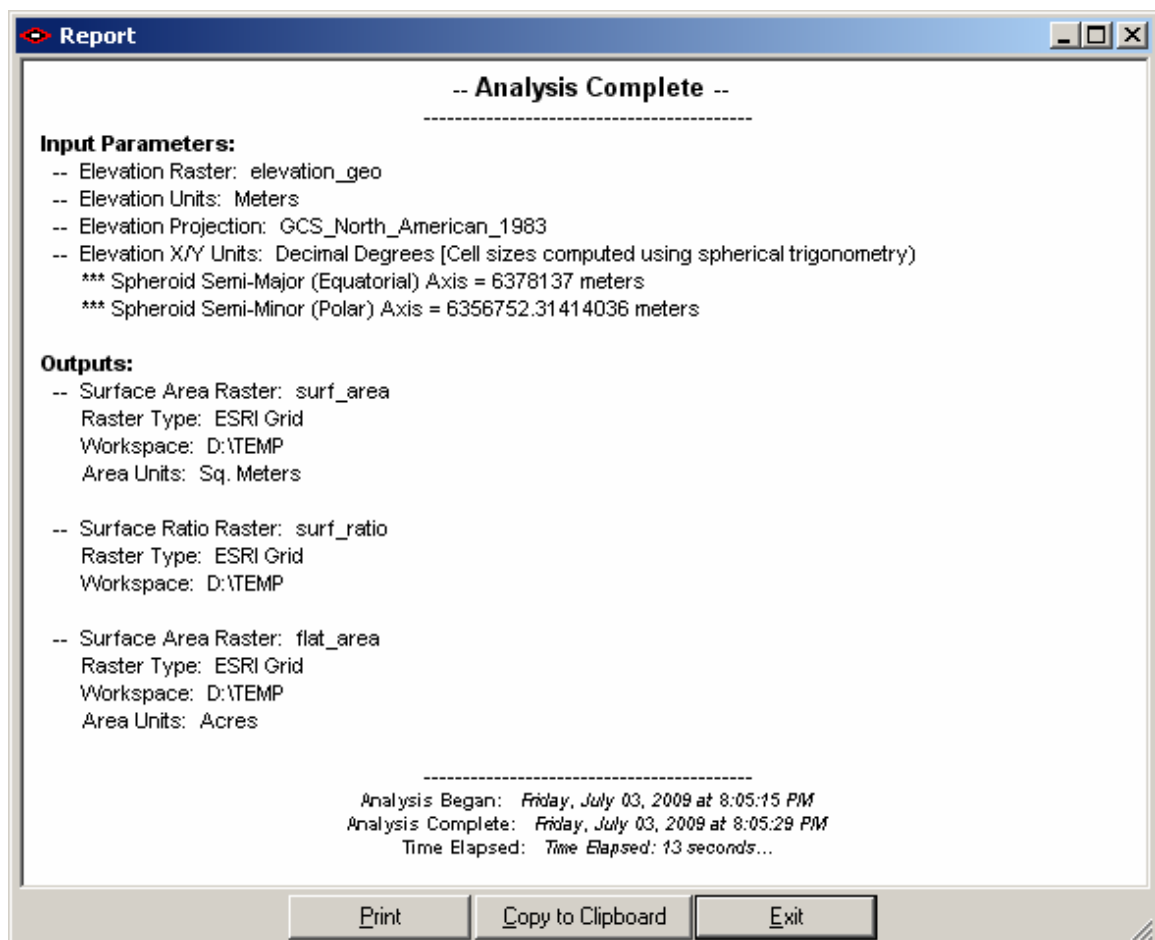 Report
-- Analysis Complete --
------------------------------------------
Input Parameters:
-- Elevation Raster: elevation_geo
-- Elevation Units: Meters
-- Elevation Projection: GCS_North_American_1983
-- Elevation X/Y Units: Decimal Degrees [Cell sizes computed using spherical trigonometry)
*** Spheroid Semi-Major (Equatorial) Axis = 6378137 meters
*** Spheroid Semi-Minor (Polar) Axis = 6356752.31414036 meters
Outputs:
-- Surface Area Raster: surf_area
Raster Type: ESRI Grid
Workspace: D:\TEMP
Area Units: Sq. Meters
-- Surface Ratio Raster: surf_ratio
Raster Type: ESRI Grid
Workspace: D:\TEMP
-- Surface Area Raster: flat_area
Raster Type: ESRI Grid
Workspace: D:\TEMP
Area Units: Acres
------------------------------------------
Analysis Began: Friday, July 03, 2009 at 8:05:15 PM
Analysis Complete: Friday, July 03, 2009 at 8:05:29 PM
Time Elapsed: Time Elapsed: 13 seconds...
Print Copy to Clipboard Exit